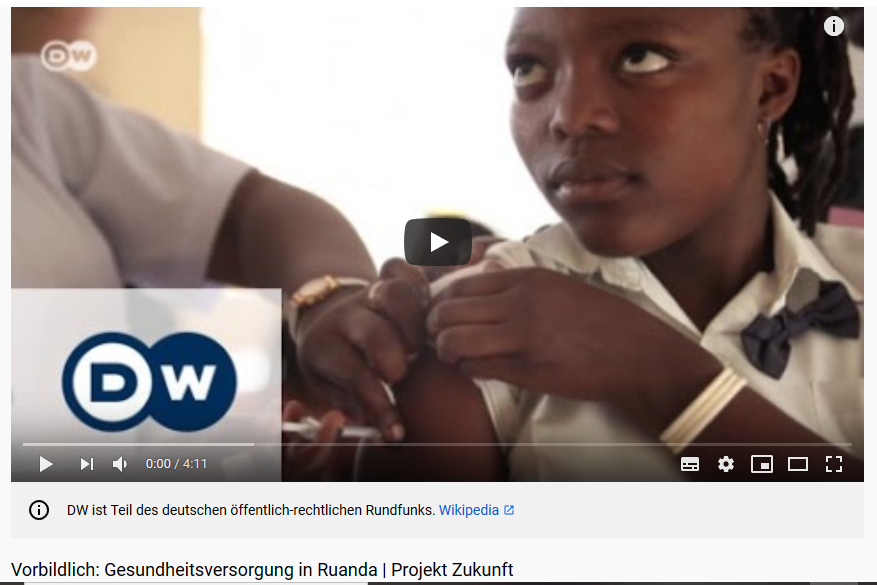 DW
DW
0:00 / 4:11
DW ist Teil des deutschen öffentlich-rechtlichen Rundfunks. Wikipedia
Vorbildlich: Gesundheitsversorgung in Ruanda | Projekt Zukunft